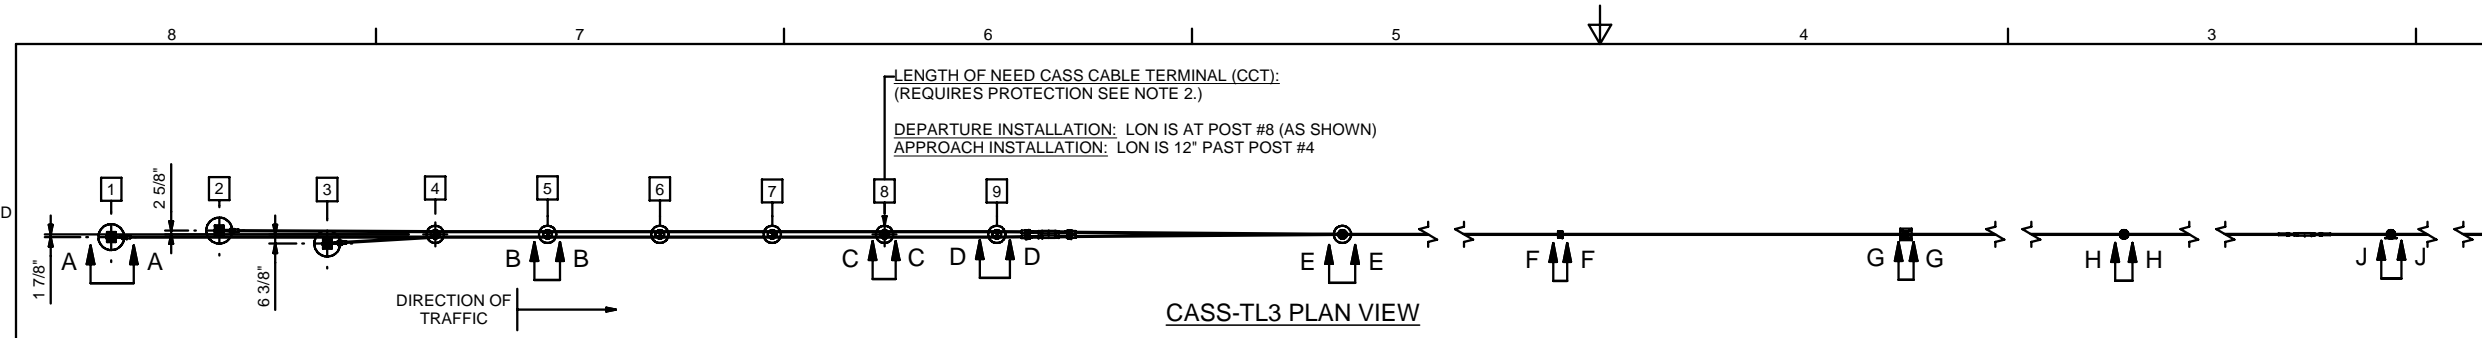 8 7 6 5 4 3
LENGTH OF NEED CASS CABLE TERMINAL (CCT):
(REQUIRES PROTECTION SEE NOTE 2.)
DEPARTURE INSTALLATION: LON IS AT POST #8 (AS SHOWN)
APPROACH INSTALLATION: LON IS 12" PAST POST #4
1 2 5/8" 2 3 4 5 6 7 8 9
D
1 7/8"
A A
6 3/8"
B B
C C
D D
E E
F F
G G
H H
J J
DIRECTION OF
TRAFFIC
CASS-TL3 PLAN VIEW